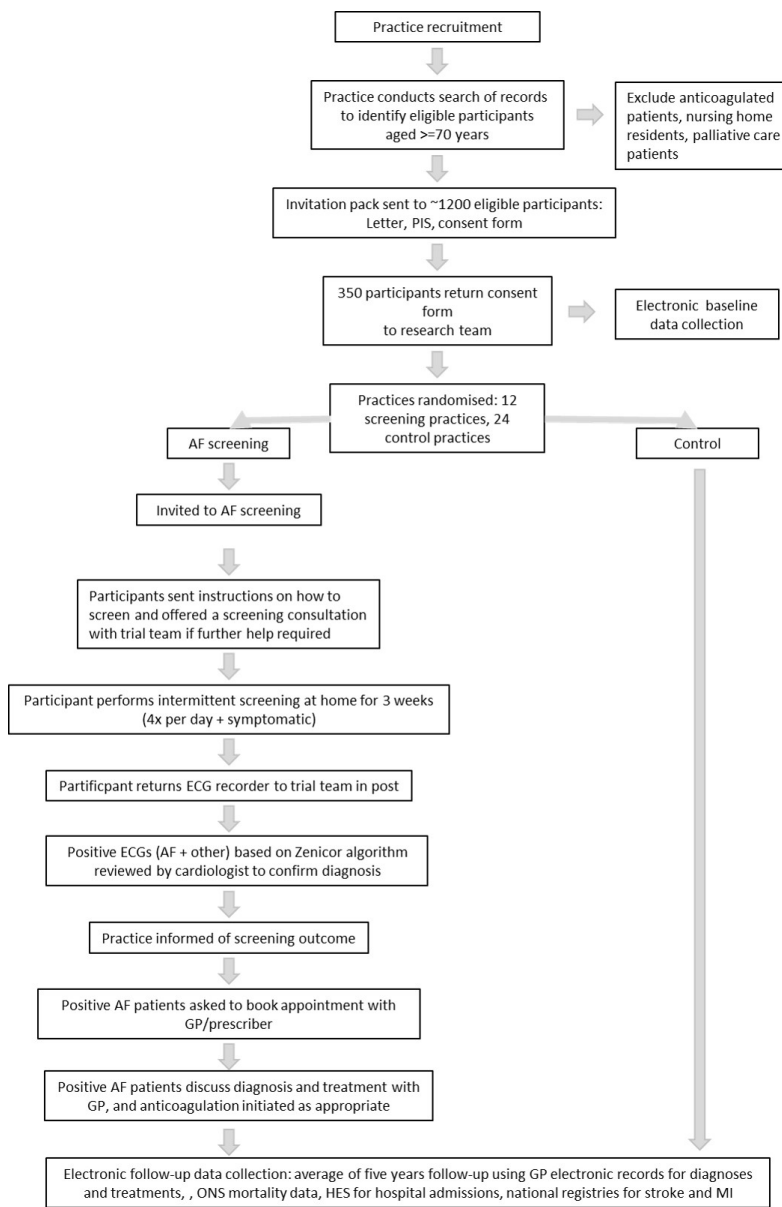 Practice recruitment
Practice conducts search of records
to identify eligible participants
aged >=70 years
Exclude anticoagulated
patients, nursing home
residents, palliative care
patients
Invitation pack sent to ~1200 eligible participants:
Letter, PIS, consent form
350 participants return consent
form
to research team
Electronic baseline
data collection
Practices randomised: 12
screening practices, 24
control practices
AF screening
Control
Invited to AF screening
Participants sent instructions on how to
screen and offered a screening consultation
with trial team if further help required
Participant performs intermittent screening at home for 3 weeks
(4x per day + symptomatic)
Partificpant returns ECG recorder to trial team in post
Positive ECGs (AF + other) based on Zenicor algorithm
reviewed by cardiologist to confirm diagnosis
Practice informed of screening outcome
Positive AF patients asked to book appointment with
GP/prescriber
Positive AF patients discuss diagnosis and treatment with
GP, and anticoagulation initiated as appropriate
Electronic follow-up data collection: average of five years follow-up using GP electronic records for diagnoses
and treatments, , ONS mortality data, HES for hospital admissions, national registries for stroke and MI